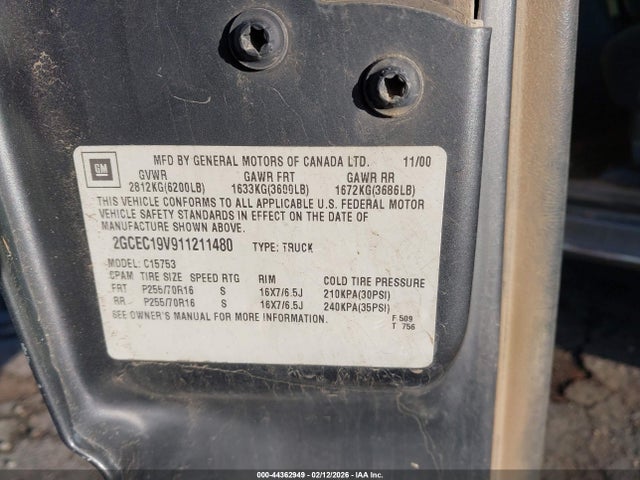 GM
MFD BY GENERAL MOTORS OF CANADA LTD. 11/00
GVWR GAWR FRT GAWR RR
2812KG(6200LB) 1633KG(3600LB) 1672KG(3686LB)
THIS VEHICLE CONFORMS TO ALL APPLICABLE U.S. FEDERAL MOTOR
VEHICLE SAFETY STANDARDS IN EFFECT ON THE DATE OF
MANUFACTURE SHOWN ABOVE.
2GCEC19V911211480 TYPE: TRUCK
MODEL: C15753
CPAM TIRE SIZE SPEED RTG RIM COLD TIRE PRESSURE
FRT P255/70R16 S 16X7/6.5J 210KPA(30PSI)
RR P255/70R16 S 16X7/6.5J 240KPA(35PSI)
SEE OWNER'S MANUAL FOR MORE INFORMATION.
F 509
T 756
000-44362949 - 02/12/2026 - IAA Inc.